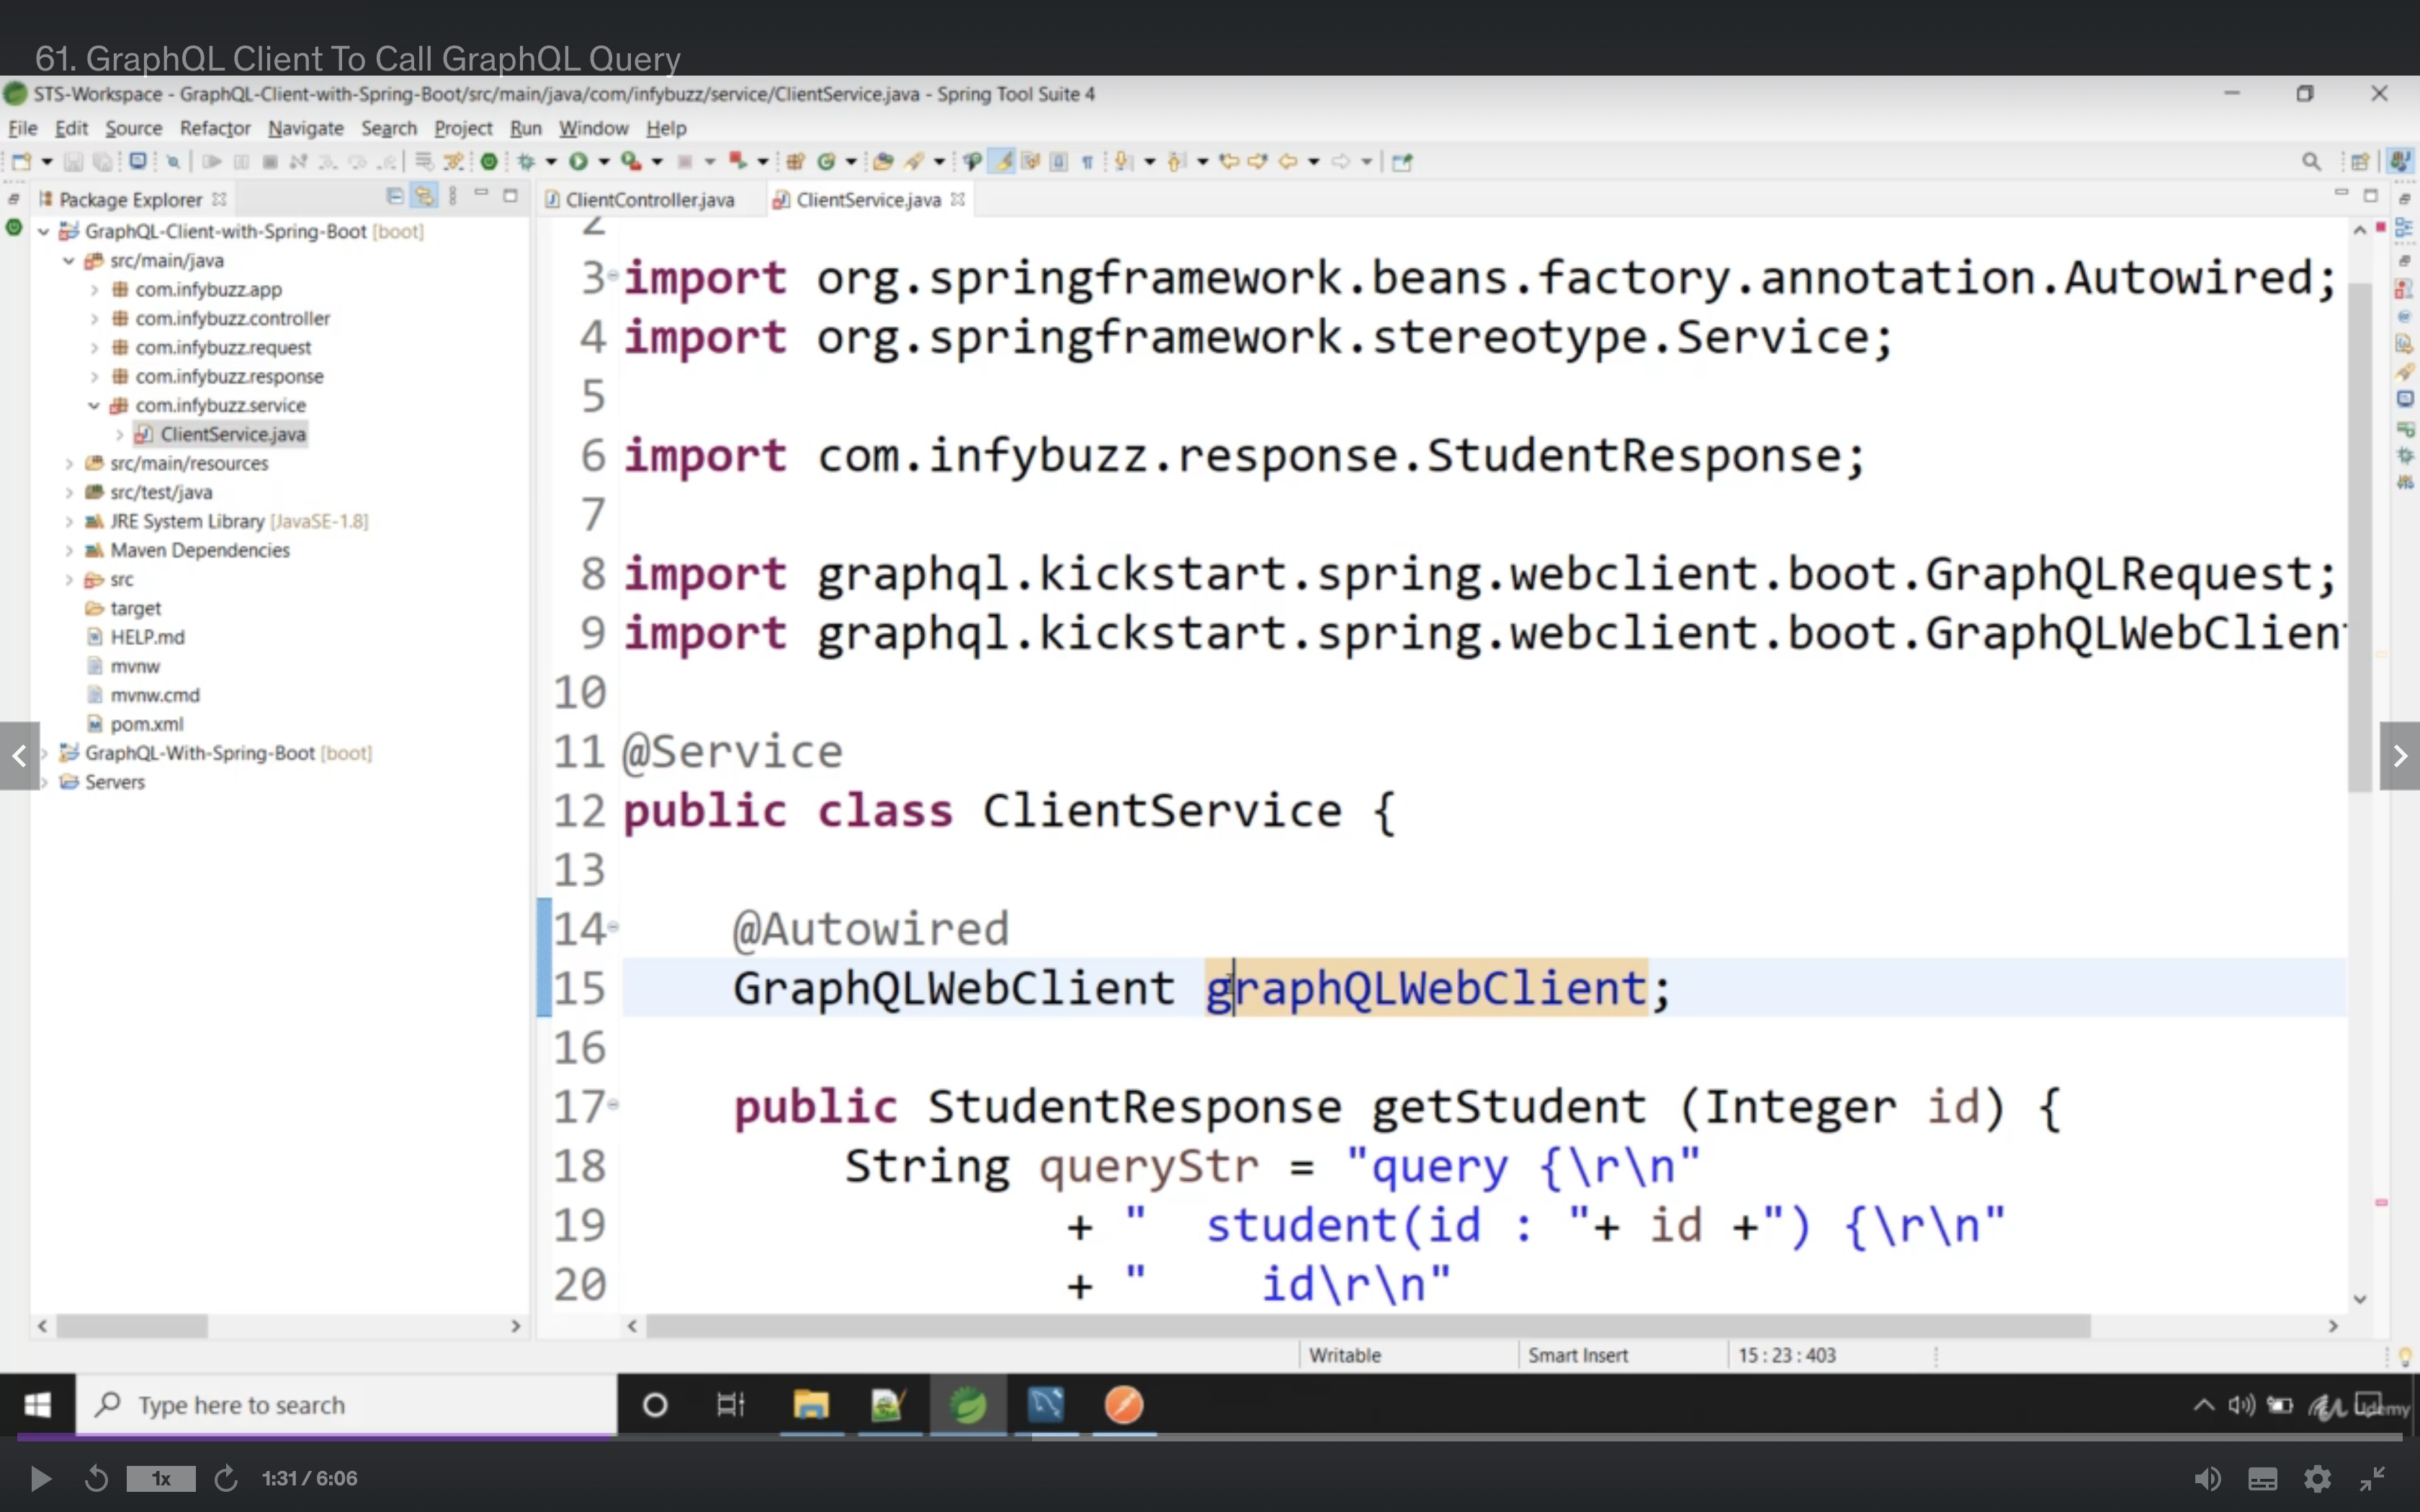 61. GraphQL Client To Call GraphQL Query
STS-Workspace - GraphQL-Client-with-Spring-Boot/src/main/java/com/infybuzz/service/ClientService.java - Spring Tool Suite 4
File Edit Source Refactor Navigate Search Project Run Window Help
Package Explorer
ClientController.java
ClientService.java
GraphQL-Client-with-Spring-Boot [boot]
src/main/java
com.infybuzz.app
com.infybuzz.controller
com.infybuzz.request
com.infybuzz.response
com.infybuzz.service
ClientService.java
src/main/resources
src/test/java
JRE System Library [JavaSE-1.8]
Maven Dependencies
src
target
HELP.md
mvnw
mvnw.cmd
pom.xml
GraphQL-With-Spring-Boot [boot]
Servers
2
3 import org.springframework.beans.factory.annotation.Autowired;
4 import org.springframework.stereotype.Service;
5
6 import com.infybuzz.response.StudentResponse;
7
8 import graphql.kickstart.spring.webclient.boot.GraphQLRequest;
9 import graphql.kickstart.spring.webclient.boot.GraphQLWebClien
10
11 @Service
12 public class ClientService {
13
14 @Autowired
15 GraphQLWebClient graphQLWebClient;
16
17 public StudentResponse getStudent (Integer id) {
18 String queryStr = "query {\r\n"
19 + "  student(id : "+ id +") {\r\n"
20 + "    id\r\n"
Writable
Smart Insert
15 : 23 : 403
Type here to search
Udemy
1x
1:31 / 6:06